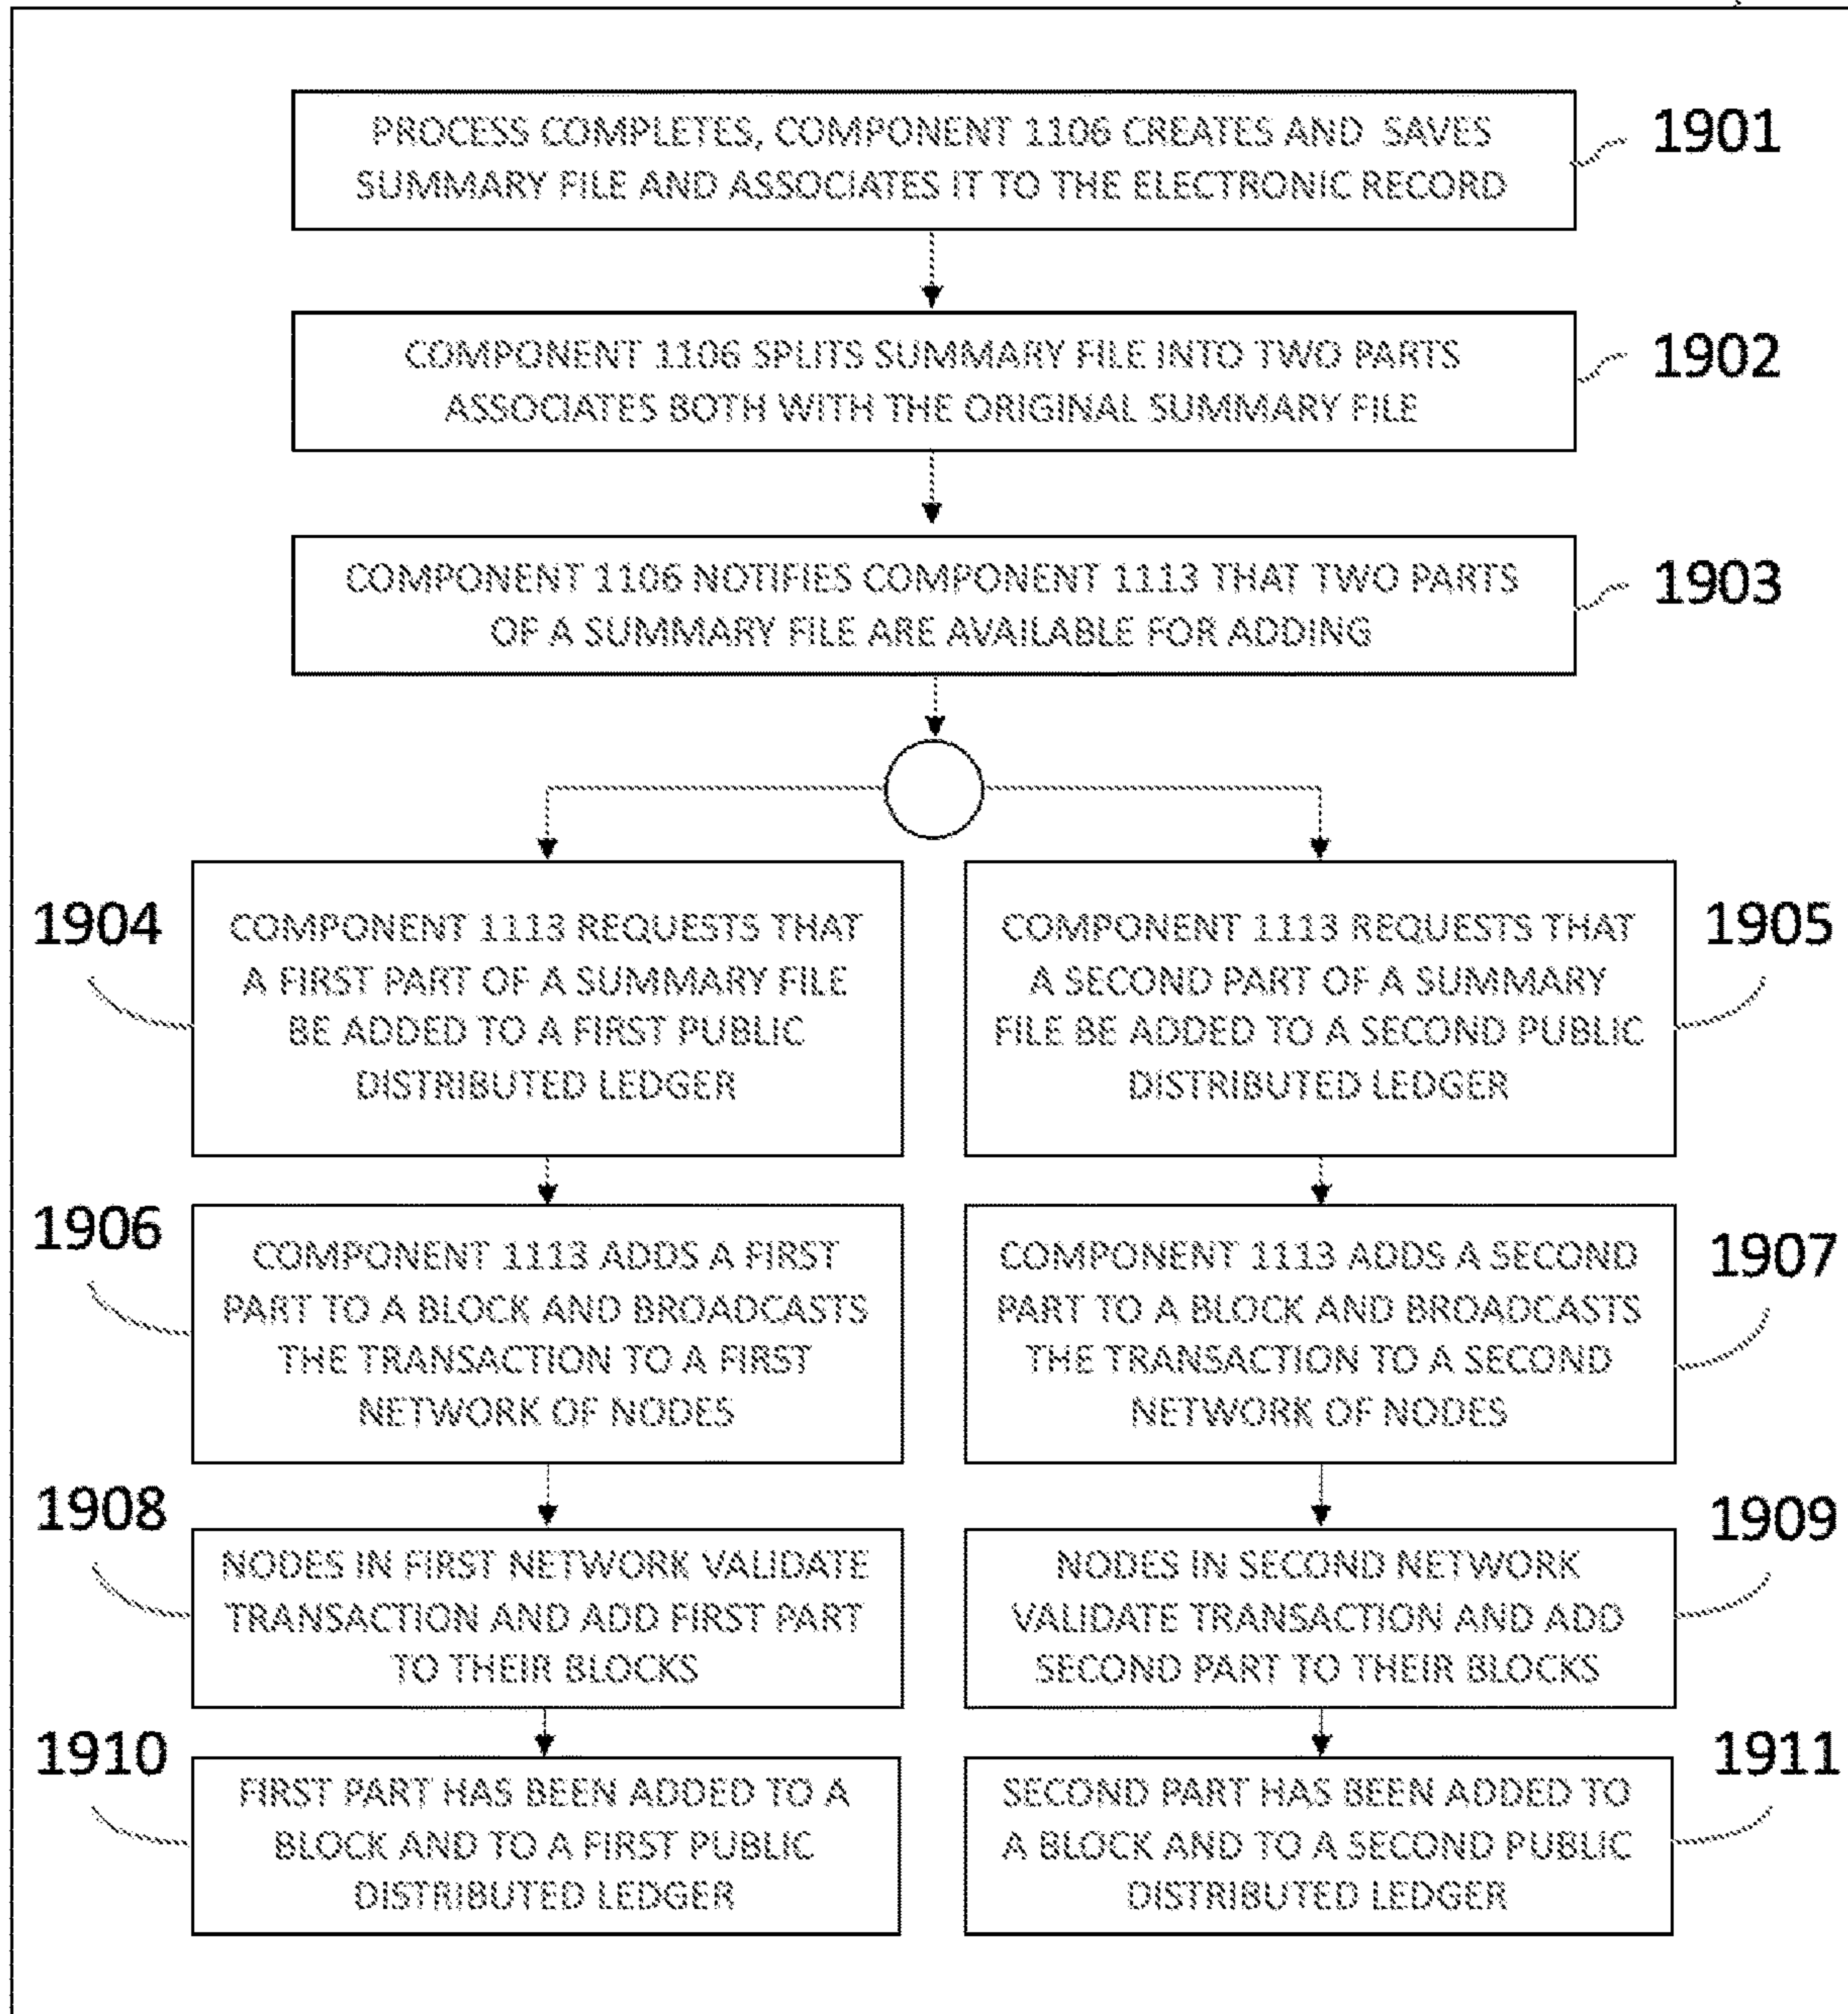 PROCESS COMPLETES, COMPONENT 1106 CREATES AND SAVES
SUMMARY FILE AND ASSOCIATES IT TO THE ELECTRONIC RECORD
1901
COMPONENT 1106 SPLITS SUMMARY FILE INTO TWO PARTS
ASSOCIATES BOTH WITH THE ORIGINAL SUMMARY FILE
1902
COMPONENT 1106 NOTIFIES COMPONENT 1113 THAT TWO PARTS
OF A SUMMARY FILE ARE AVAILABLE FOR ADDING
1903
1904
COMPONENT 1113 REQUESTS THAT
A FIRST PART OF A SUMMARY FILE
BE ADDED TO A FIRST PUBLIC
DISTRIBUTED LEDGER
COMPONENT 1113 REQUESTS THAT
A SECOND PART OF A SUMMARY
FILE BE ADDED TO A SECOND PUBLIC
DISTRIBUTED LEDGER
1905
1906
COMPONENT 1113 ADDS A FIRST
PART TO A BLOCK AND BROADCASTS
THE TRANSACTION TO A FIRST
NETWORK OF NODES
COMPONENT 1113 ADDS A SECOND
PART TO A BLOCK AND BROADCASTS
THE TRANSACTION TO A SECOND
NETWORK OF NODES
1907
1908
NODES IN FIRST NETWORK VALIDATE
TRANSACTION AND ADD FIRST PART
TO THEIR BLOCKS
NODES IN SECOND NETWORK
VALIDATE TRANSACTION AND ADD
SECOND PART TO THEIR BLOCKS
1909
1910
FIRST PART HAS BEEN ADDED TO A
BLOCK AND TO A FIRST PUBLIC
DISTRIBUTED LEDGER
SECOND PART HAS BEEN ADDED TO
A BLOCK AND TO A SECOND PUBLIC
DISTRIBUTED LEDGER
1911